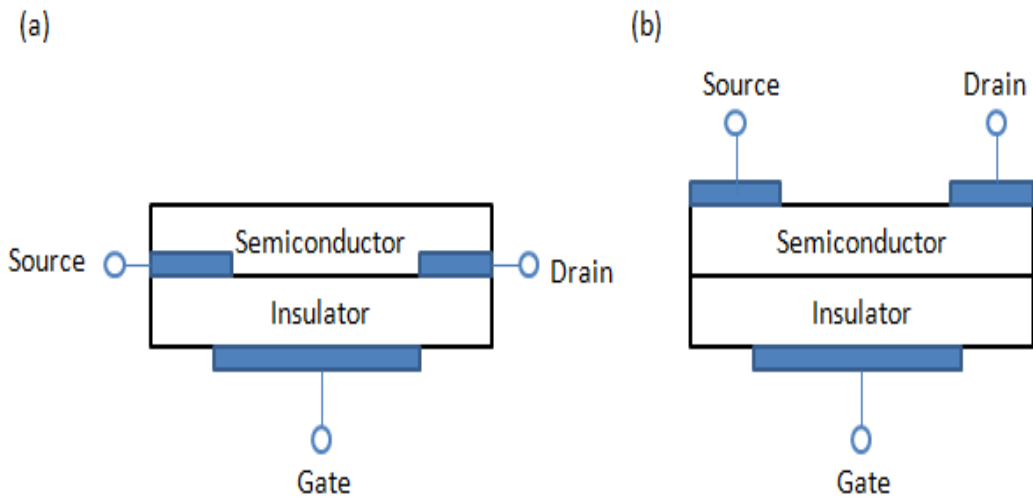 (a)
Semiconductor
Source
Drain
Insulator
Gate
(b)
Source Drain
Semiconductor
Insulator
Gate